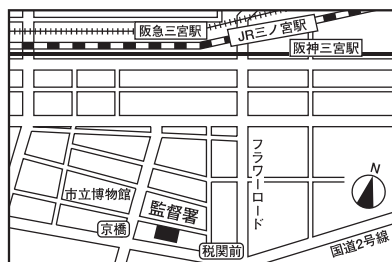 阪急三宮駅
JR三ノ宮駅
阪神三宮駅
フラワーロード
N
市立博物館
監督署
京橋
税関前
国道2号線